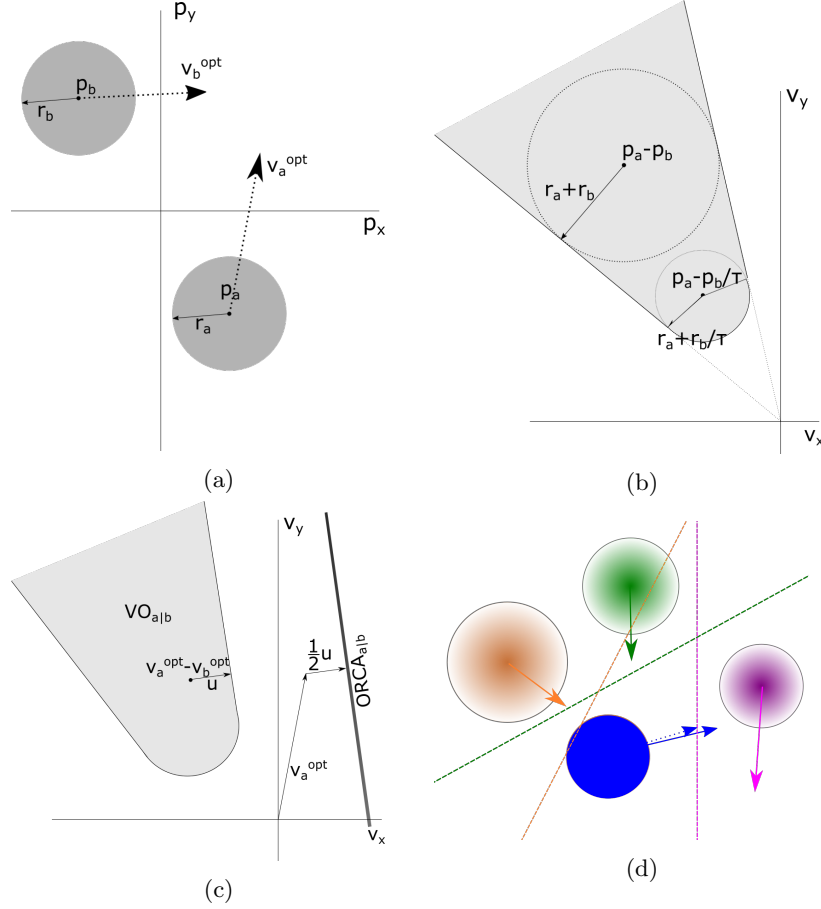 p_y
v_b^opt
p_b
r_b
v_a^opt
p_x
p_a
r_a
(a)
v_y
p_a-p_b
r_a+r_b
p_a-p_b/τ
r_a+r_b/τ
v_x
(b)
v_y
VO_a|b
v_a^opt-v_b^opt
u
1/2 u
ORCA_a|b
v_a^opt
v_x
(c)
(d)